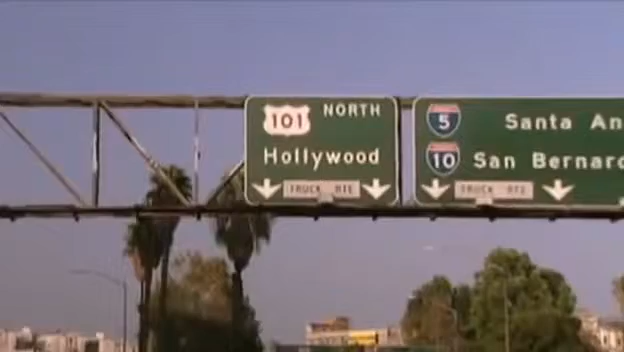 101 NORTH
Hollywood
TRUCK RTE
5 Santa An
10 San Bernard
TRUCK RTE